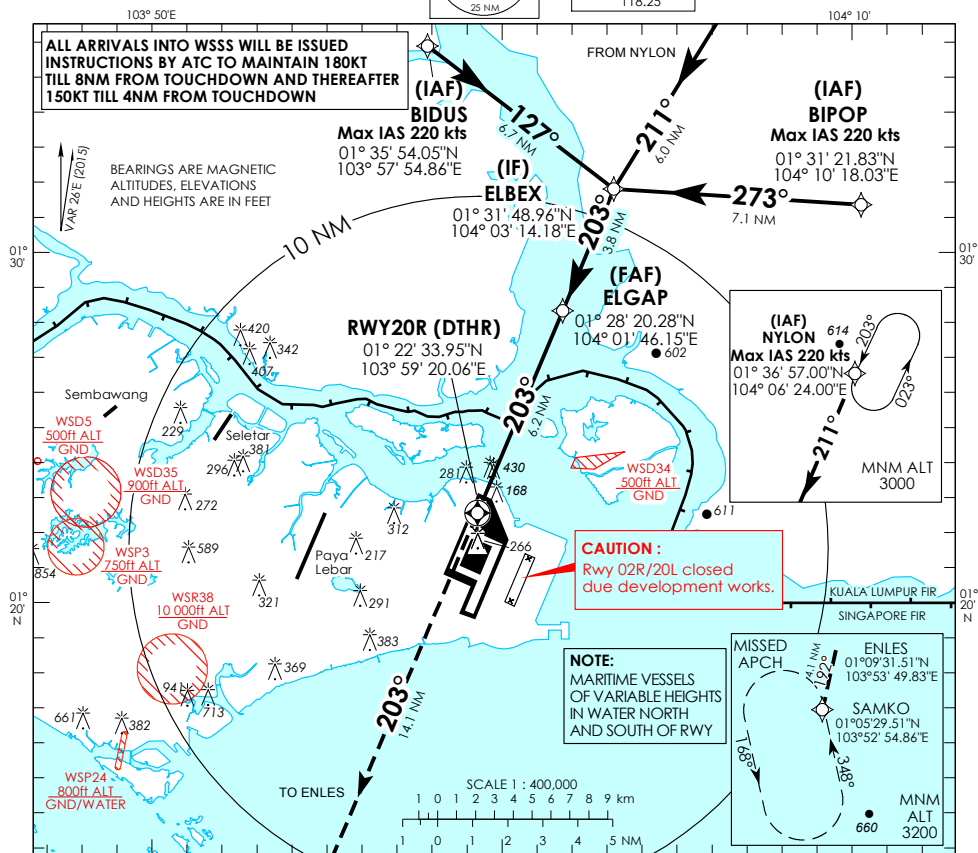 25 NM
118.25
103° 50'E
104° 10'
ALL ARRIVALS INTO WSSS WILL BE ISSUED
INSTRUCTIONS BY ATC TO MAINTAIN 180KT
TILL 8NM FROM TOUCHDOWN AND THEREAFTER
150KT TILL 4NM FROM TOUCHDOWN
FROM NYLON
(IAF)
BIDUS
Max IAS 220 kts
01° 35' 54.05"N
103° 57' 54.86"E
127°
6.7 NM
211°
6.0 NM
(IAF)
BIPOP
Max IAS 220 kts
01° 31' 21.83"N
104° 10' 18.03"E
VAR 26'E (2015)
BEARINGS ARE MAGNETIC
ALTITUDES, ELEVATIONS
AND HEIGHTS ARE IN FEET
(IF)
ELBEX
01° 31' 48.96"N
104° 03' 14.18"E
273°
7.1 NM
203°
3.8 NM
10 NM
01°
30'
01°
30'
(FAF)
ELGAP
01° 28' 20.28"N
104° 01' 46.15"E
602
RWY20R (DTHR)
01° 22' 33.95"N
103° 59' 20.06"E
420
342
407
(IAF)
NYLON
Max IAS 220 kts
01° 36' 57.00"N
104° 06' 24.00"E
614
203°
023°
211°
MNM ALT
3000
Sembawang
229
Seletar
381
296
203°
6.2 NM
WSD5
500ft ALT
GND
WSD35
900ft ALT
GND
272
281
430
168
WSD34
500ft ALT
GND
611
312
WSP3
750ft ALT
GND
854
589
217
Paya
Lebar
266
CAUTION :
Rwy 02R/20L closed
due development works.
321
291
KUALA LUMPUR FIR
SINGAPORE FIR
01°
20'
N
01°
20'
N
WSR38
10 000ft ALT
GND
383
369
941
713
661
382
WSP24
800ft ALT
GND/WATER
203°
14.1 NM
TO ENLES
NOTE:
MARITIME VESSELS
OF VARIABLE HEIGHTS
IN WATER NORTH
AND SOUTH OF RWY
MISSED
APCH
4.1 NM
192°
ENLES
01°09'31.51"N
103°53' 49.83"E
SAMKO
01°05'29.51"N
103°52' 54.86"E
168°
348°
660
MNM
ALT
3200
SCALE 1 : 400,000
1 0 1 2 3 4 5 6 7 8 9 km
1 0 1 2 3 4 5 NM